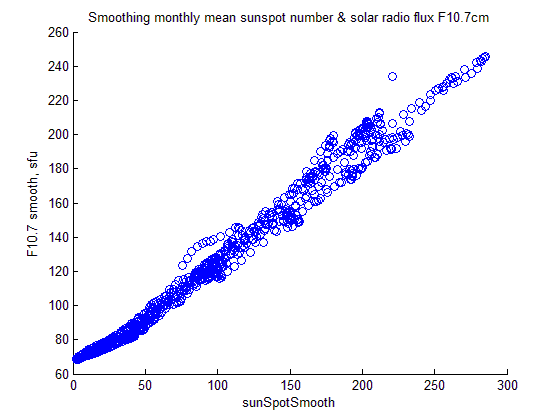 Smoothing monthly mean sunspot number & solar radio flux F10.7cm
260
240
220
200
180
160
140
120
100
80
60
F10.7 smooth, sfu
0 50 100 150 200 250 300
sunSpotSmooth